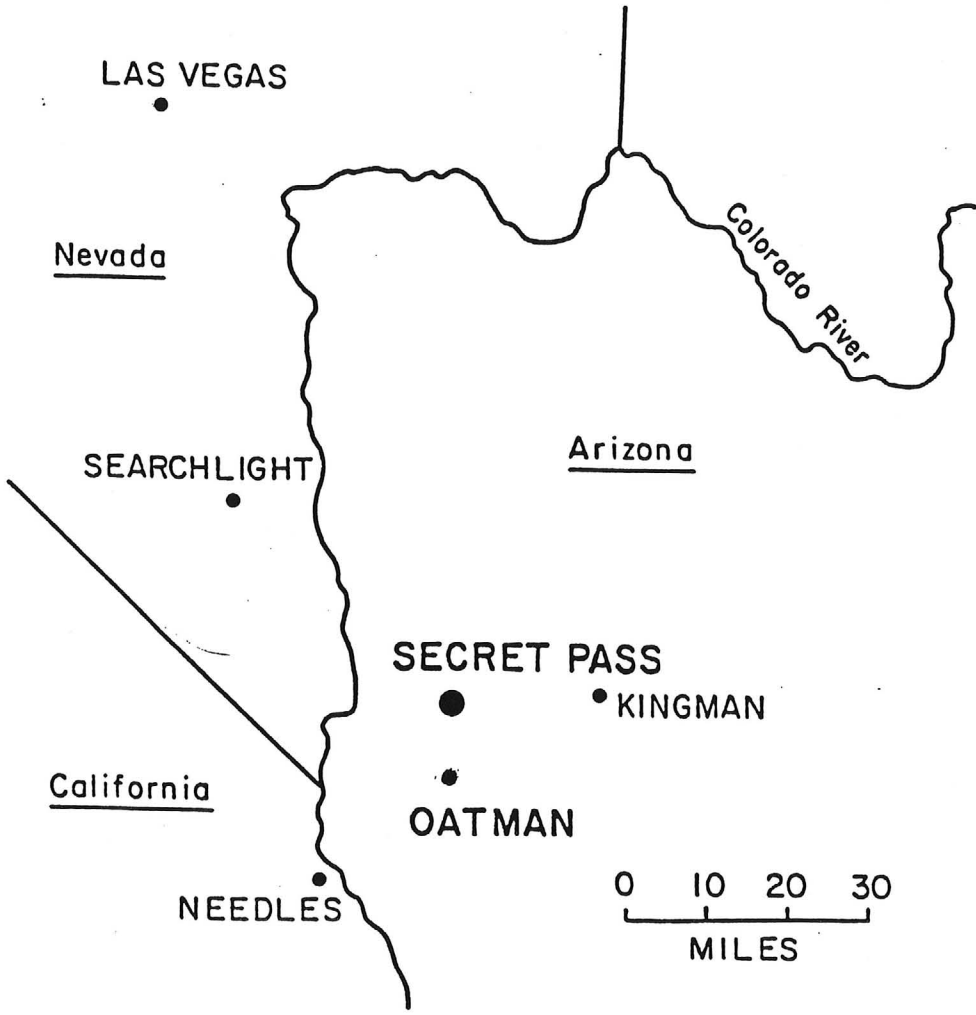 LAS VEGAS
Nevada
Colorado River
Arizona
SEARCHLIGHT
SECRET PASS
KINGMAN
California
OATMAN
NEEDLES
0 10 20 30
MILES